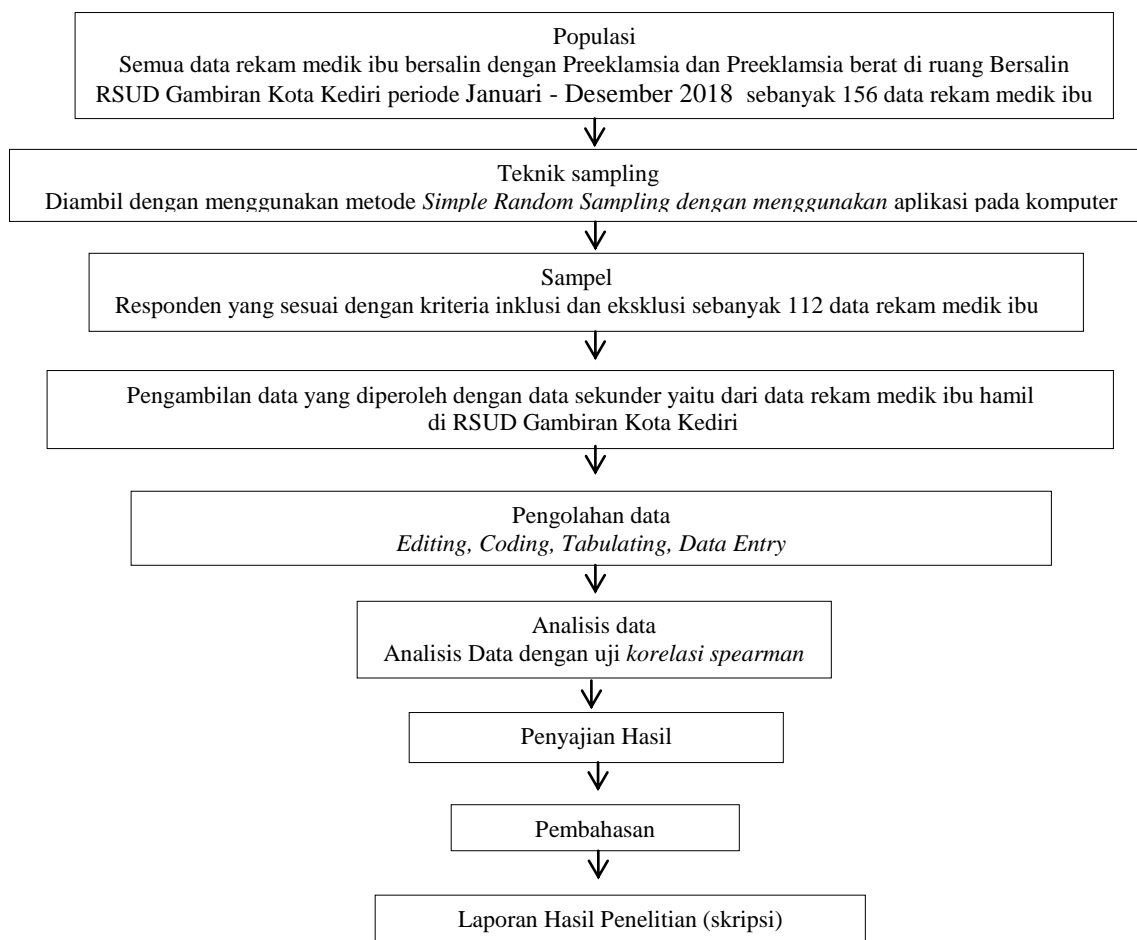 Populasi
Semua data rekam medik ibu bersalin dengan Preeklamsia dan Preeklamsia berat di ruang Bersalin
RSUD Gambiran Kota Kediri periode Januari - Desember 2018 sebanyak 156 data rekam medik ibu
Teknik sampling
Diambil dengan menggunakan metode Simple Random Sampling dengan menggunakan aplikasi pada komputer
Sampel
Responden yang sesuai dengan kriteria inklusi dan eksklusi sebanyak 112 data rekam medik ibu
Pengambilan data yang diperoleh dengan data sekunder yaitu dari data rekam medik ibu hamil
di RSUD Gambiran Kota Kediri
Pengolahan data
Editing, Coding, Tabulating, Data Entry
Analisis data
Analisis Data dengan uji korelasi spearman
Penyajian Hasil
Pembahasan
Laporan Hasil Penelitian (skripsi)